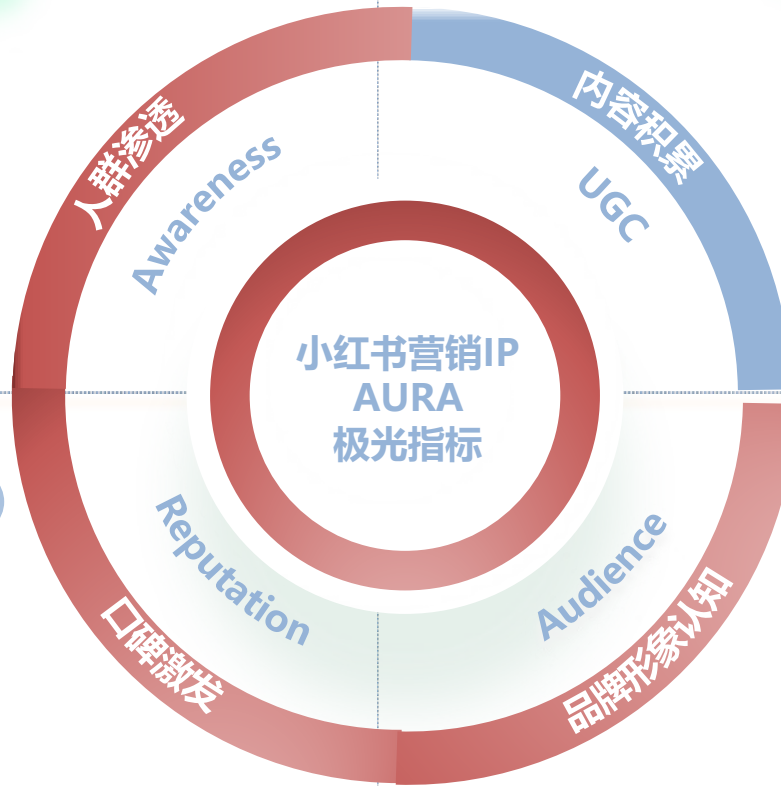 人群渗透
Awareness
内容积累
UGC
小红书营销IP
AURA
极光指标
Reputation
口碑激发
Audience
品牌形象认知